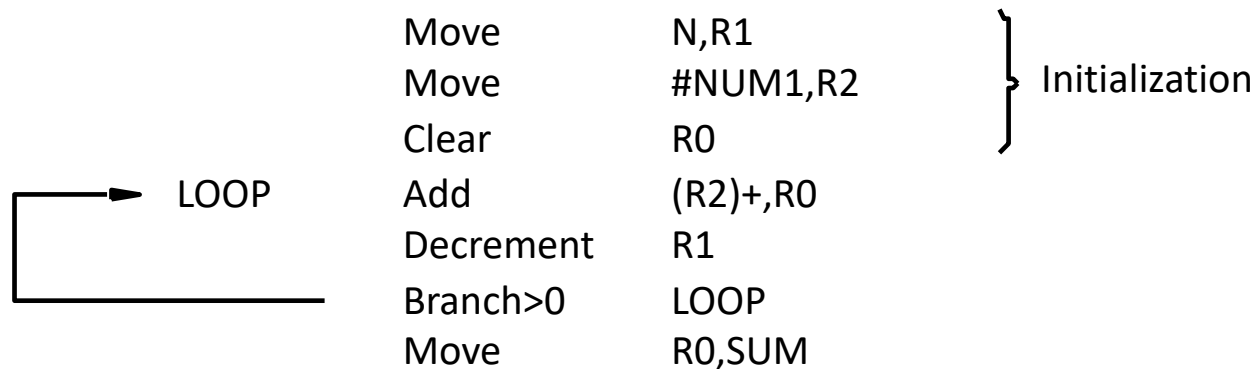 Move N,R1
Move #NUM1,R2
Initialization
Clear R0
LOOP Add (R2)+,R0
Decrement R1
Branch>0 LOOP
Move R0,SUM